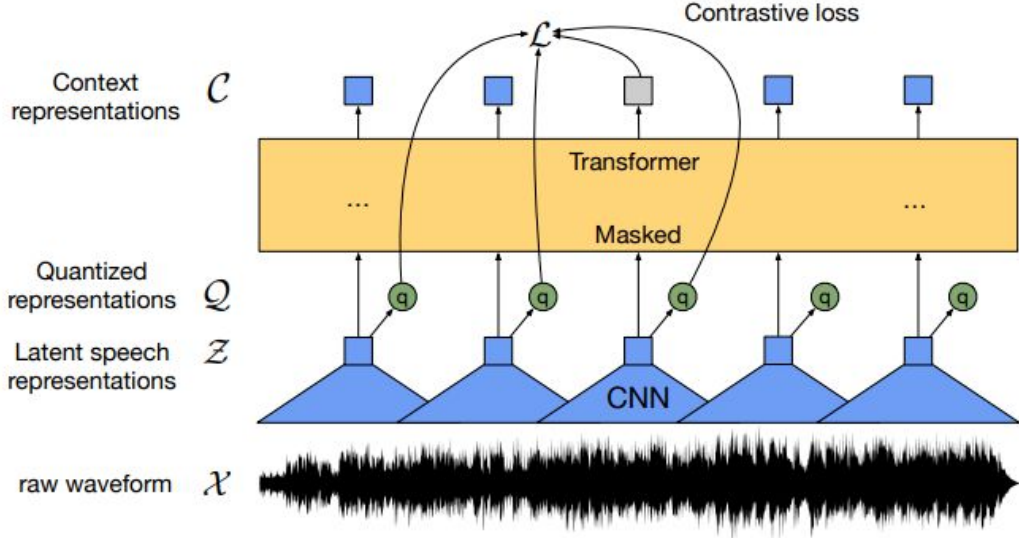 Contrastive loss
ℒ
Context
representations
𝒞
Transformer
... ...
Masked
Quantized
representations
𝒬
q q q q q
Latent speech
representations
𝒵
CNN
raw waveform
𝒳